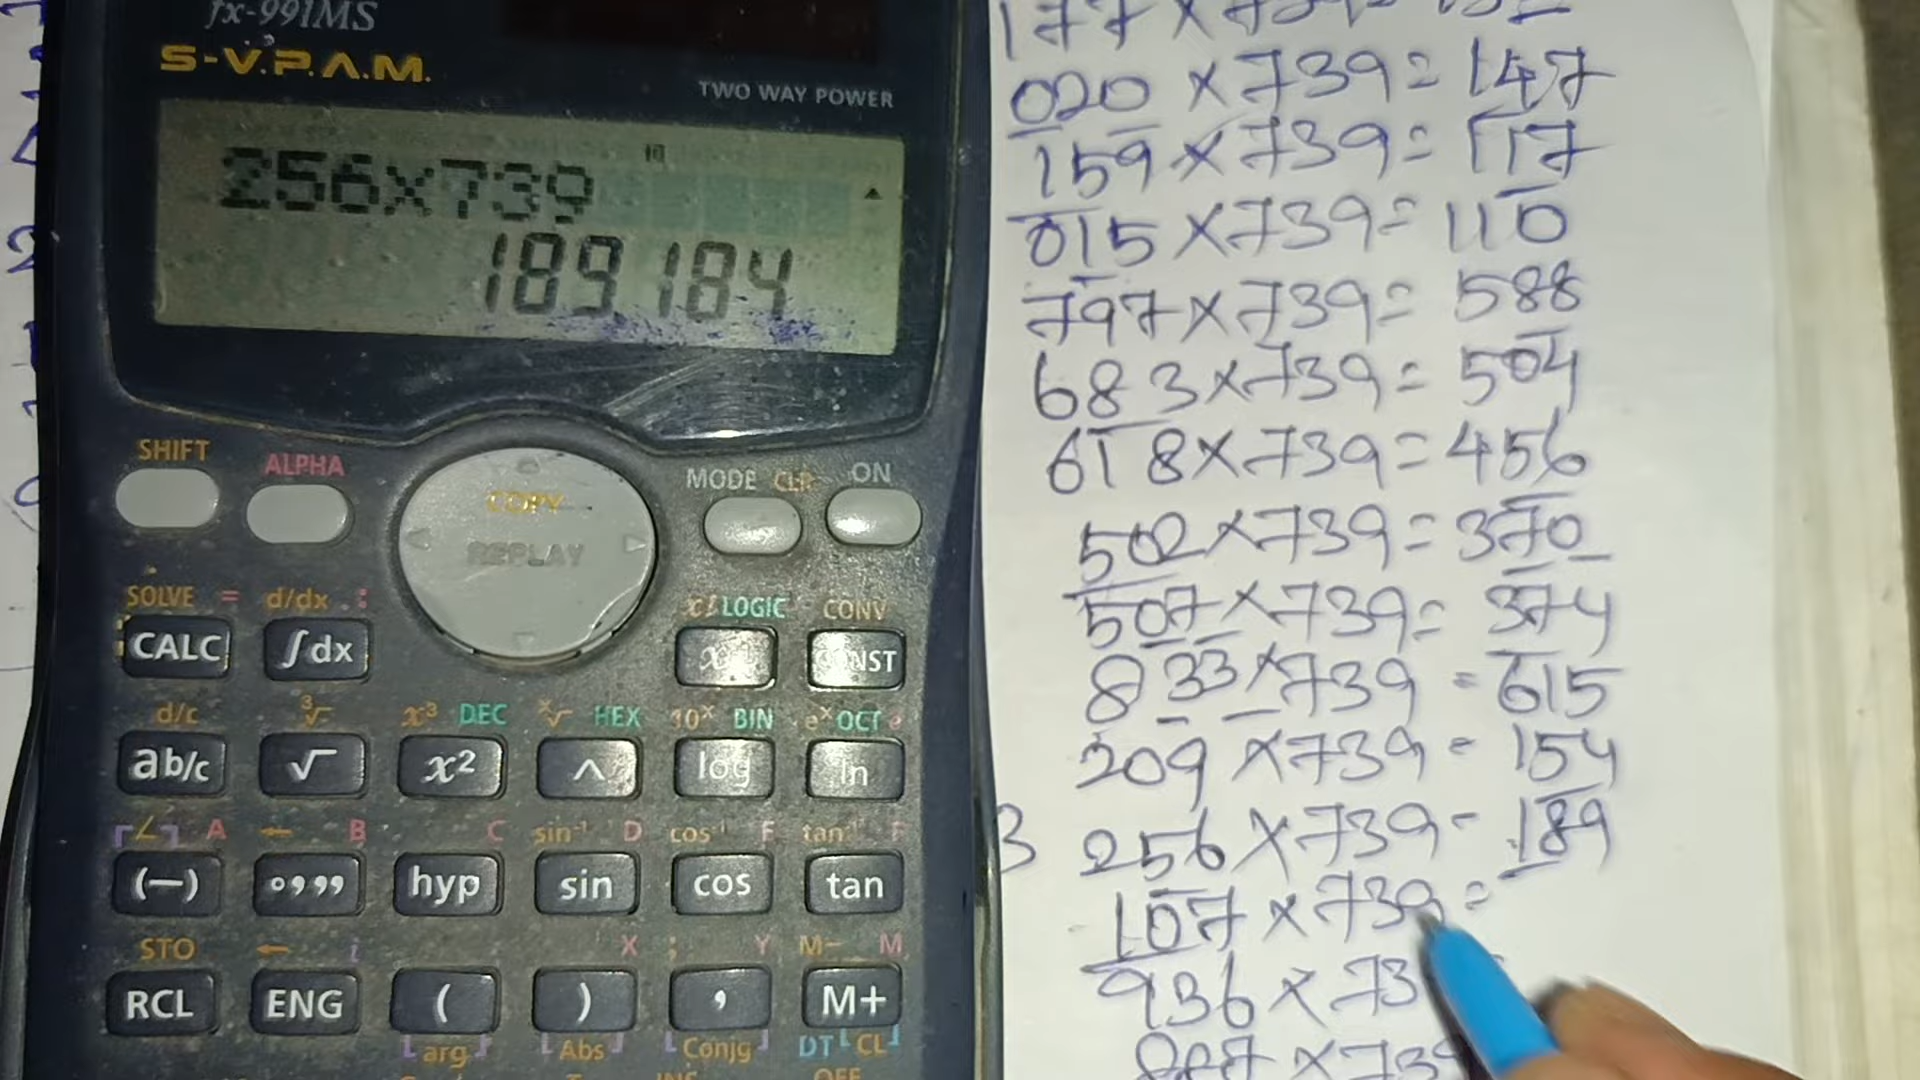 fx-991MS
S-V.P.A.M.
TWO WAY POWER
256x739
189184
SHIFT
ALPHA
COPY
REPLAY
MODE CLR
ON
SOLVE = d/dx :
x! LOGIC CONV
CALC ∫dx CONST
d/c ³√ x³ DEC ˣ√ HEX 10ˣ BIN eˣ OCT
ab/c √ x² ^ log ln
∠ A ← B C sin⁻¹ D cos⁻¹ E tan⁻¹ F
(—) °,,, hyp sin cos tan
STO ← i X ; Y M- M
RCL ENG ( ) , M+
arg Abs Conjg DT CL
OFF
020 x 739 = 147
159 x 739 = 117
015 x 739 = 110
797 x 739 = 588
683 x 739 = 504
618 x 739 = 456
502 x 739 = 370
507 x 739 = 374
833 x 739 = 615
209 x 739 = 154
3 256 x 739 = 189
107 x 739 =
936 x 73